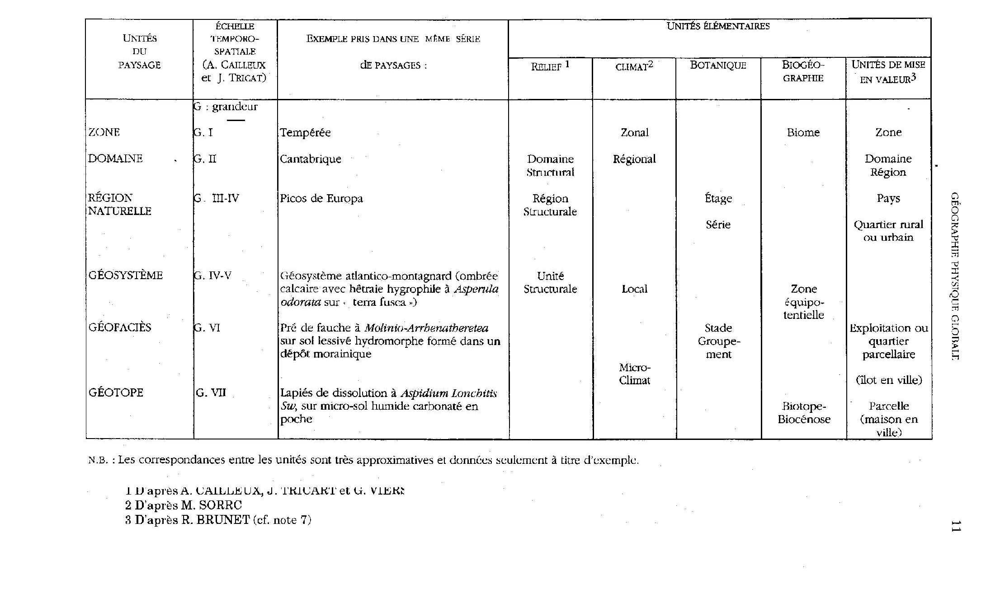 UNITÉS
DU
PAYSAGE
ÉCHELLE
TEMPORO-
SPATIALE
(A. CAILLEUX
et J. TRICAT)
EXEMPLE PRIS DANS UNE MÊME SÉRIE
dE PAYSAGES :
UNITÉS ÉLÉMENTAIRES
RELIEF 1
CLIMAT2
BOTANIQUE
BIOGÉO-
GRAPHIE
UNITÉS DE MISE
EN VALEUR3
G : grandeur
ZONE
G. I
Tempérée
Zonal
Biome
Zone
DOMAINE
G. II
Cantabrique
Domaine
Structural
Régional
Domaine
Région
RÉGION
NATURELLE
G. III-IV
Picos de Europa
Région
Structurale
Étage
Série
Pays
Quartier rural
ou urbain
GÉOSYSTÈME
G. IV-V
Géosystème atlantico-montagnard (ombrée
calcaire avec hêtraie hygrophile à Asperula
odorata sur « terra fusca »)
Unité
Structurale
Local
Zone
équipo-
tentielle
GÉOFACIÈS
G. VI
Pré de fauche à Molinio-Arrhenatheretea
sur sol lessivé hydromorphe formé dans un
dépôt morainique
Stade
Groupe-
ment
Exploitation ou
quartier
parcellaire
Micro-
Climat
(îlot en ville)
GÉOTOPE
G. VII
Lapiés de dissolution à Aspidium Lonchitis
Sw, sur micro-sol humide carbonaté en
poche
Biotope-
Biocénose
Parcelle
(maison en
ville)
N.B. : Les correspondances entre les unités sont très approximatives et données seulement à titre d'exemple.
1 D'après A. CAILLEUX, J. TRICART et G. VIERS
2 D'après M. SORRO
3 D'après R. BRUNET (cf. note 7)
GÉOGRAPHIE PHYSIQUE GLOBALE
11